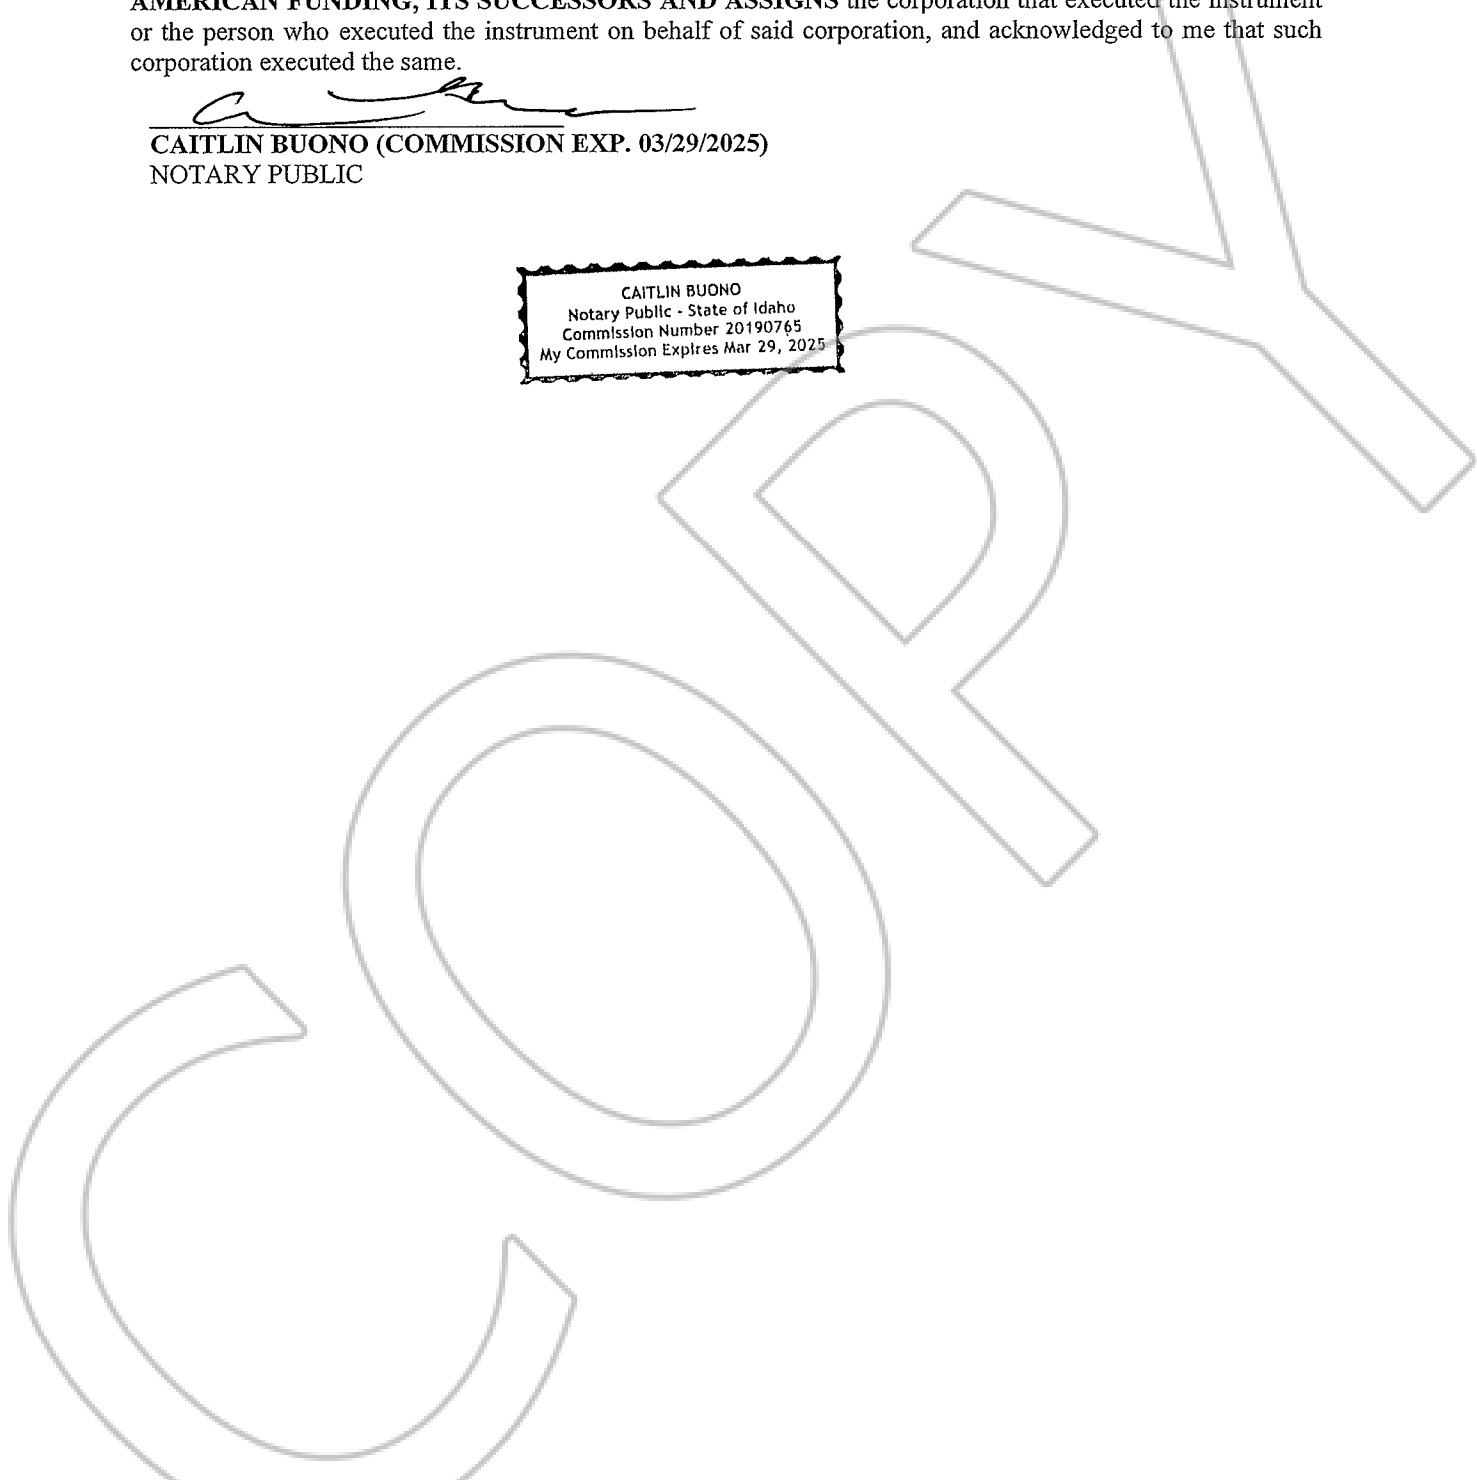 AMERICAN FUNDING, ITS SUCCESSORS AND ASSIGNS the corporation that executed the instrument
or the person who executed the instrument on behalf of said corporation, and acknowledged to me that such
corporation executed the same.
CAITLIN BUONO (COMMISSION EXP. 03/29/2025)
NOTARY PUBLIC
CAITLIN BUONO
Notary Public - State of Idaho
Commission Number 20190765
My Commission Expires Mar 29, 2025
COPY